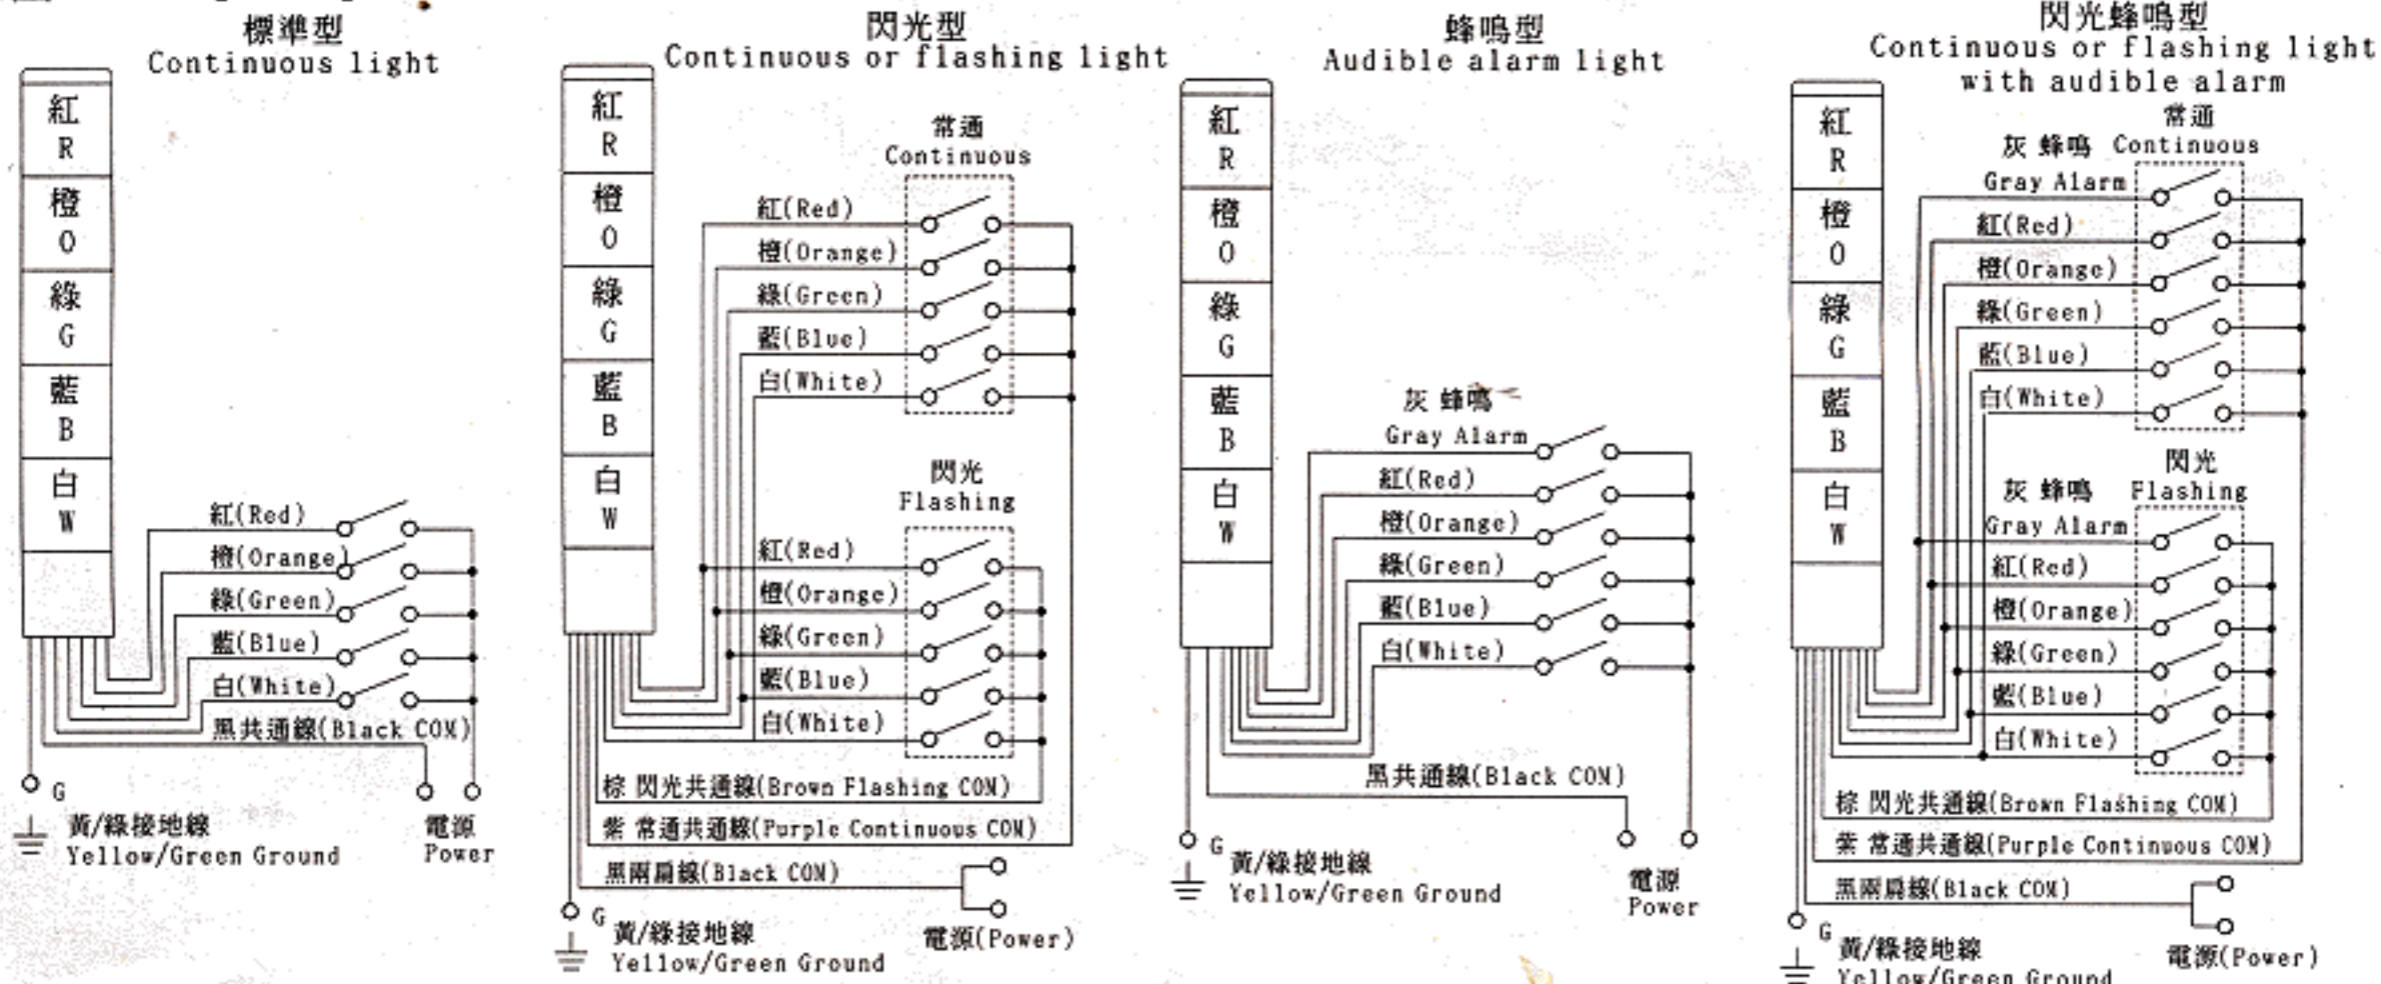 標準型
Continuous light
紅
R
橙
O
綠
G
藍
B
白
W
紅(Red)
橙(Orange)
綠(Green)
藍(Blue)
白(White)
黑共通線(Black COM)
G
黃/綠接地線
Yellow/Green Ground
電源
Power
閃光型
Continuous or flashing light
紅
R
橙
O
綠
G
藍
B
白
W
常通
Continuous
紅(Red)
橙(Orange)
綠(Green)
藍(Blue)
白(White)
閃光
Flashing
紅(Red)
橙(Orange)
綠(Green)
藍(Blue)
白(White)
棕 閃光共通線(Brown Flashing COM)
紫 常通共通線(Purple Continuous COM)
黑兩扁線(Black COM)
G
黃/綠接地線
Yellow/Green Ground
電源(Power)
蜂鳴型
Audible alarm light
紅
R
橙
O
綠
G
藍
B
白
W
灰 蜂鳴
Gray Alarm
紅(Red)
橙(Orange)
綠(Green)
藍(Blue)
白(White)
黑共通線(Black COM)
G
黃/綠接地線
Yellow/Green Ground
電源
Power
閃光蜂鳴型
Continuous or flashing light
with audible alarm
紅
R
橙
O
綠
G
藍
B
白
W
常通
灰 蜂鳴 Continuous
Gray Alarm
紅(Red)
橙(Orange)
綠(Green)
藍(Blue)
白(White)
閃光
灰 蜂鳴 Flashing
Gray Alarm
紅(Red)
橙(Orange)
綠(Green)
藍(Blue)
白(White)
棕 閃光共通線(Brown Flashing COM)
紫 常通共通線(Purple Continuous COM)
黑兩扁線(Black COM)
G
黃/綠接地線
Yellow/Green Ground
電源(Power)